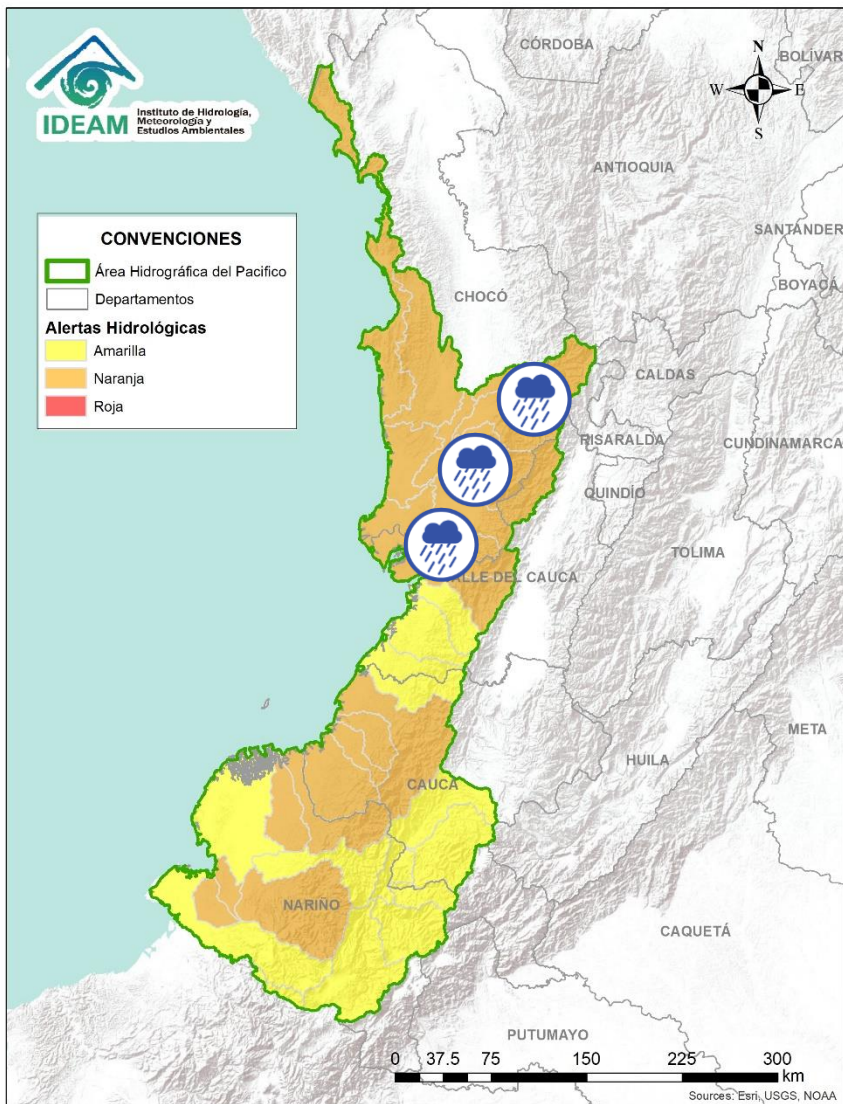 IDEAM
Instituto de Hidrología,
Meteorología y
Estudios Ambientales
N
W
E
S
CÓRDOBA
BOLÍVAR
ANTIOQUIA
SANTANDER
BOYACÁ
CONVENCIONES
Área Hidrográfica del Pacifico
Departamentos
Alertas Hidrológicas
Amarilla
Naranja
Roja
CHOCÓ
CALDAS
RISARALDA
CUNDINAMARCA
QUINDÍO
TOLIMA
ALLE DEL CAUCA
META
HUILA
CAUCA
NARIÑO
CAQUETÁ
PUTUMAYO
0 37.5 75 150 225 300
km
Sources: Esri, USGS, NOAA